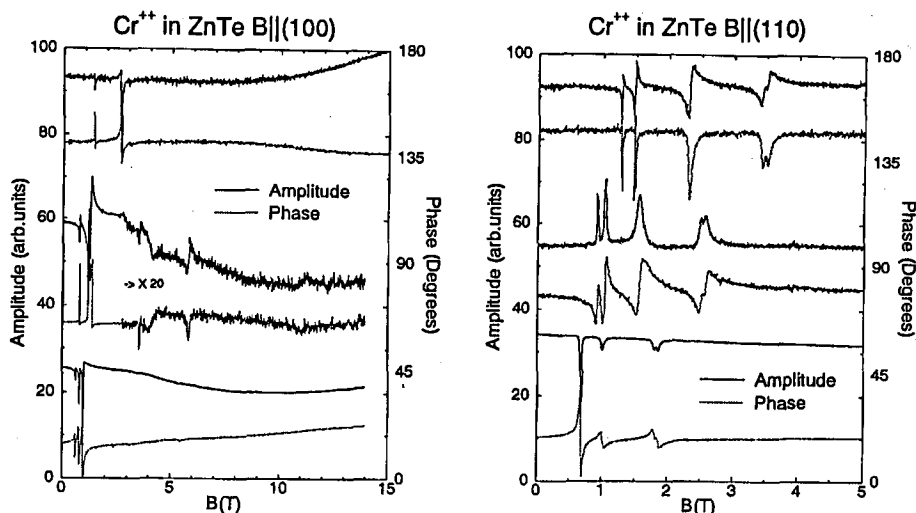 Cr++ in ZnTe B||(100)
100
80
60
40
20
0
Amplitude (arb.units)
180
135
90
45
0
Phase (Degrees)
Amplitude
Phase
-> X 20
0
5
10
15
B(T)
Cr++ in ZnTe B||(110)
100
80
60
40
20
0
Amplitude (arb.units)
180
135
90
45
0
Phase (Degrees)
Amplitude
Phase
0
1
2
3
4
5
B(T)